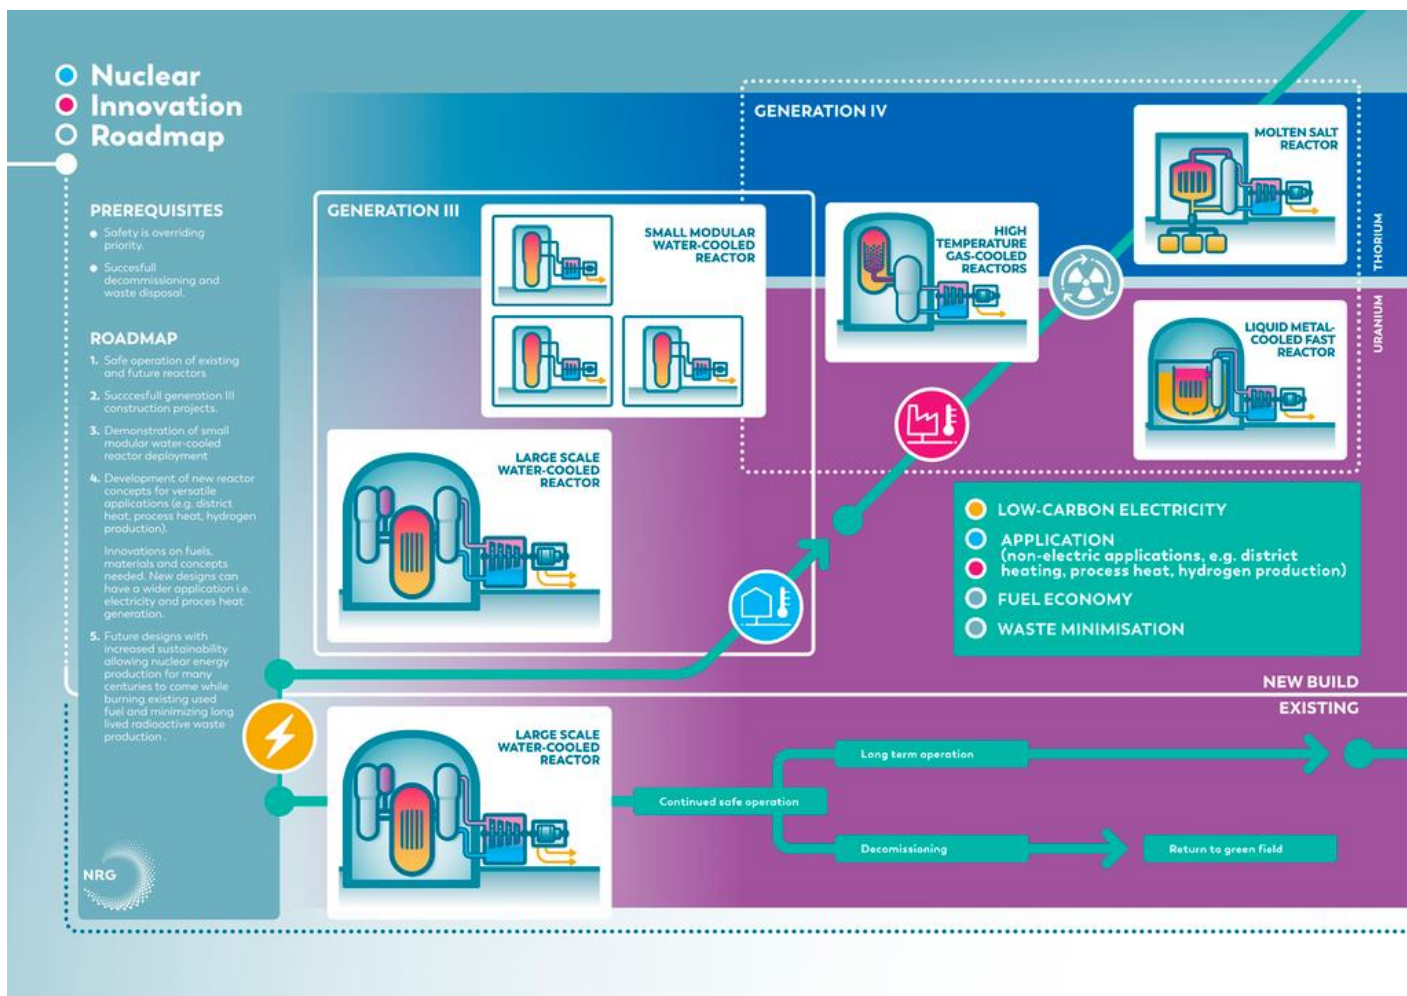 Nuclear
Innovation
Roadmap
PREREQUISITES
Safety is overriding
priority.
Succesfull
decommissioning and
waste disposal.
ROADMAP
1. Safe operation of existing
and future reactors
2. Succcesfull generation III
construction projects.
3. Demonstration of small
modular water-cooled
reactor deployment
4. Development of new reactor
concepts for versatile
applications (e.g. district
heat, process heat, hydrogen
production).
Innovations on fuels,
materials and concepts
needed. New designs can
have a wider application i.e.
electricity and proces heat
generation.
5. Future designs with
increased sustainability
allowing nuclear energy
production for many
centuries to come while
burning existing used
fuel and minimizing long
lived radioactive waste
production .
NRG
GENERATION III
SMALL MODULAR
WATER-COOLED
REACTOR
LARGE SCALE
WATER-COOLED
REACTOR
GENERATION IV
MOLTEN SALT
REACTOR
HIGH
TEMPERATURE
GAS-COOLED
REACTORS
LIQUID METAL-
COOLED FAST
REACTOR
THORIUM
URANIUM
LOW-CARBON ELECTRICITY
APPLICATION
(non-electric applications, e.g. district
heating, process heat, hydrogen production)
FUEL ECONOMY
WASTE MINIMISATION
NEW BUILD
EXISTING
LARGE SCALE
WATER-COOLED
REACTOR
Continued safe operation
Long term operation
Decomissioning
Return to green field